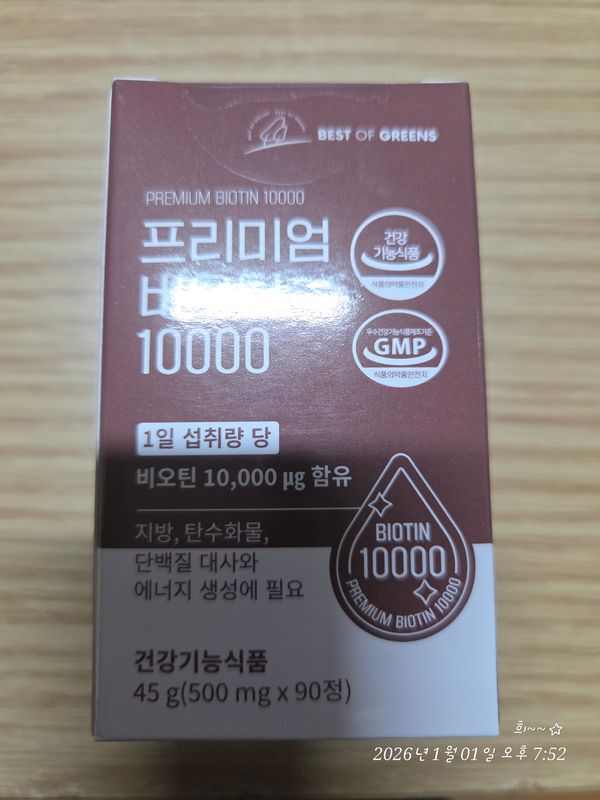 BEST OF GREENS
PREMIUM BIOTIN 10000
프리미엄
10000
건강
기능식품
식품의약품안전처
우수건강기능식품제조기준
GMP
식품의약품안전처
1일 섭취량 당
비오틴 10,000 µg 함유
지방, 탄수화물,
단백질 대사와
에너지 생성에 필요
BIOTIN
10000
PREMIUM BIOTIN 10000
건강기능식품
45 g(500 mg x 90정)
희~~☆
2026년 1월 01일 오후 7:52